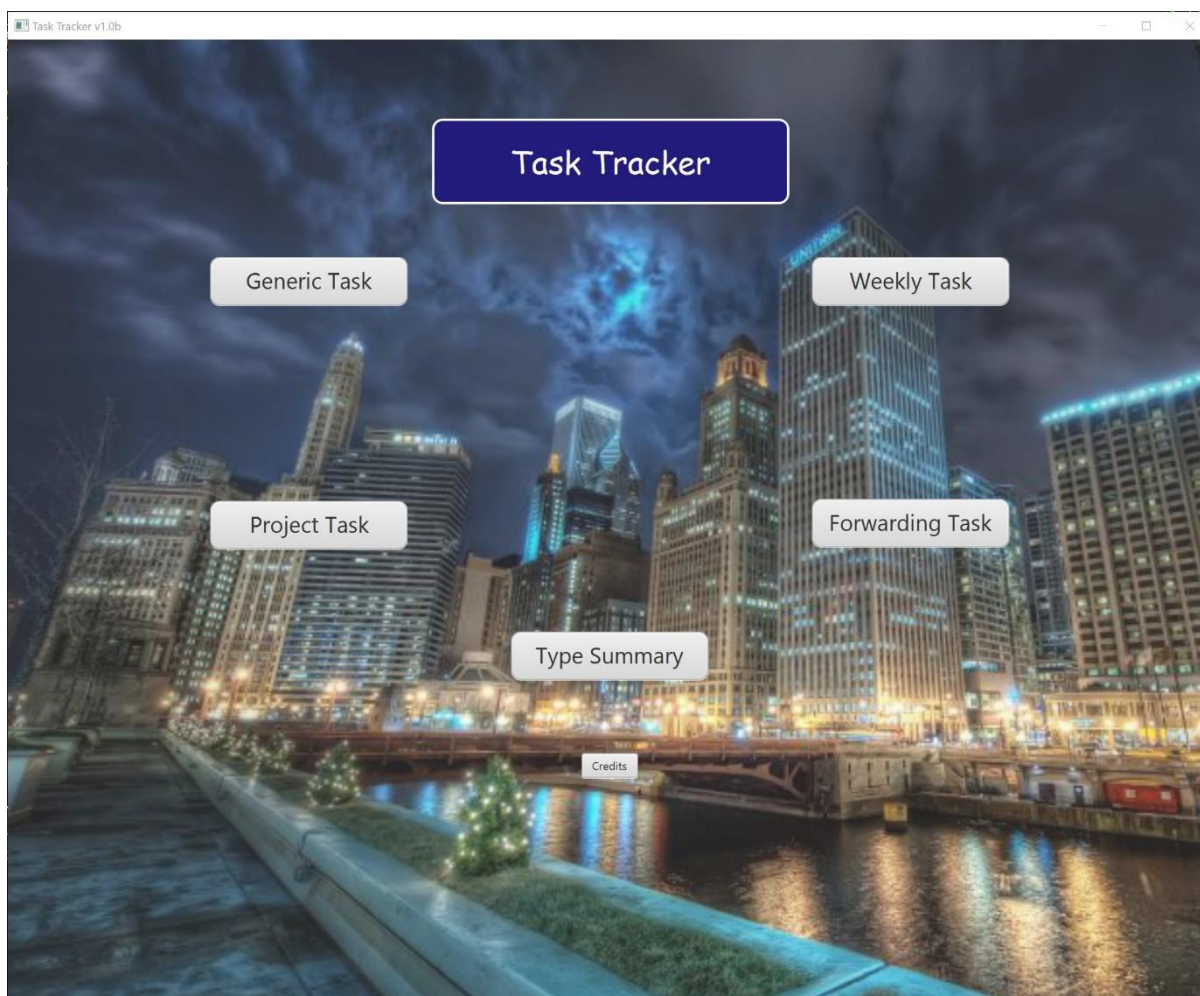 Task Tracker v1.0b
Task Tracker
Generic Task
Weekly Task
Project Task
Forwarding Task
Type Summary
Credits